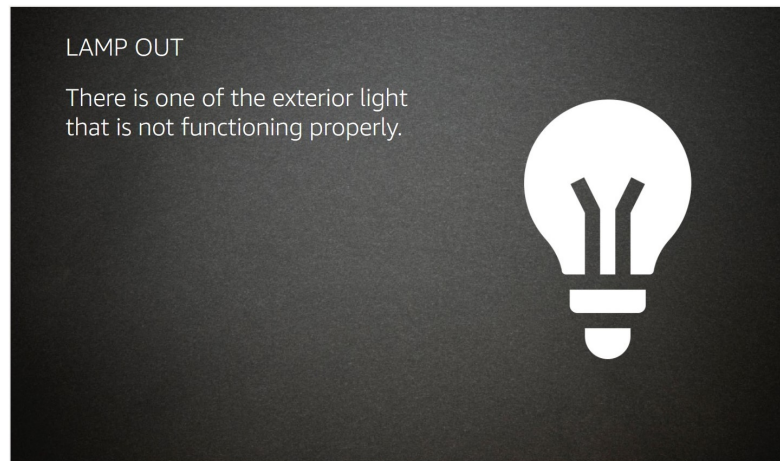 LAMP OUT
There is one of the exterior light
that is not functioning properly.